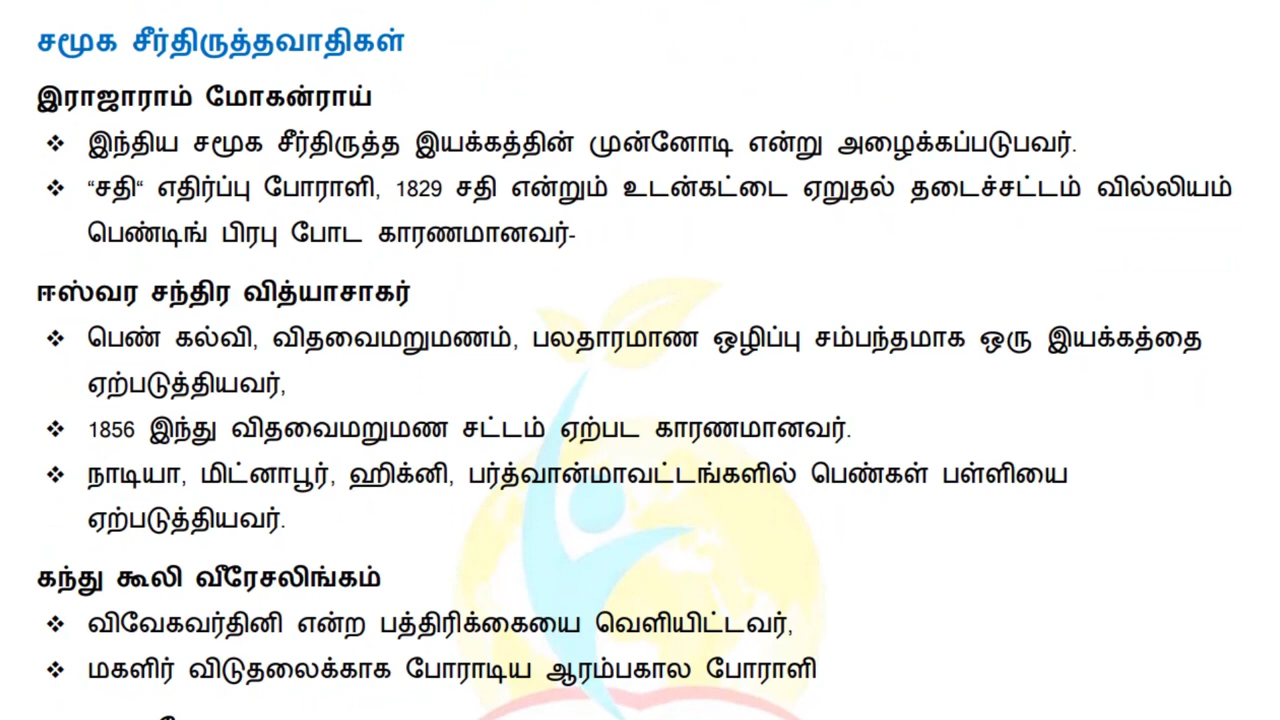 சமூக சீர்திருத்தவாதிகள்
இராஜாராம் மோகன்ராய்
❖ இந்திய சமூக சீர்திருத்த இயக்கத்தின் முன்னோடி என்று அழைக்கப்படுபவர்.
❖ “சதி“ எதிர்ப்பு போராளி, 1829 சதி என்றும் உடன்கட்டை ஏறுதல் தடைச்சட்டம் வில்லியம்
பெண்டிங் பிரபு போட காரணமானவர்-
ஈஸ்வர சந்திர வித்யாசாகர்
❖ பெண் கல்வி, விதவைமறுமணம், பலதாரமாண ஒழிப்பு சம்பந்தமாக ஒரு இயக்கத்தை
ஏற்படுத்தியவர்,
❖ 1856 இந்து விதவைமறுமண சட்டம் ஏற்பட காரணமானவர்.
❖ நாடியா, மிட்னாபூர், ஹிக்னி, பர்த்வான்மாவட்டங்களில் பெண்கள் பள்ளியை
ஏற்படுத்தியவர்.
கந்து கூலி வீரேசலிங்கம்
❖ விவேகவர்தினி என்ற பத்திரிக்கையை வெளியிட்டவர்,
❖ மகளிர் விடுதலைக்காக போராடிய ஆரம்பகால போராளி